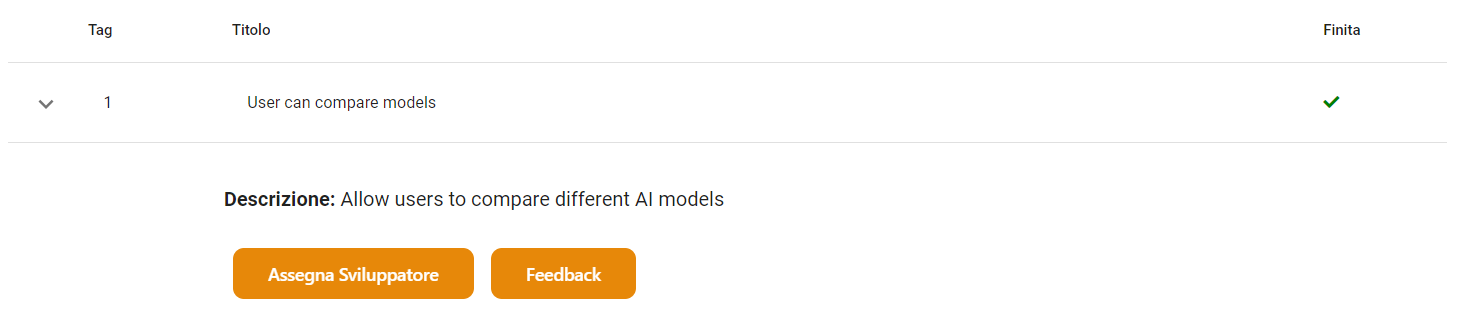 Tag Titolo Finita
1 User can compare models
Descrizione: Allow users to compare different AI models
Assegna Sviluppatore Feedback